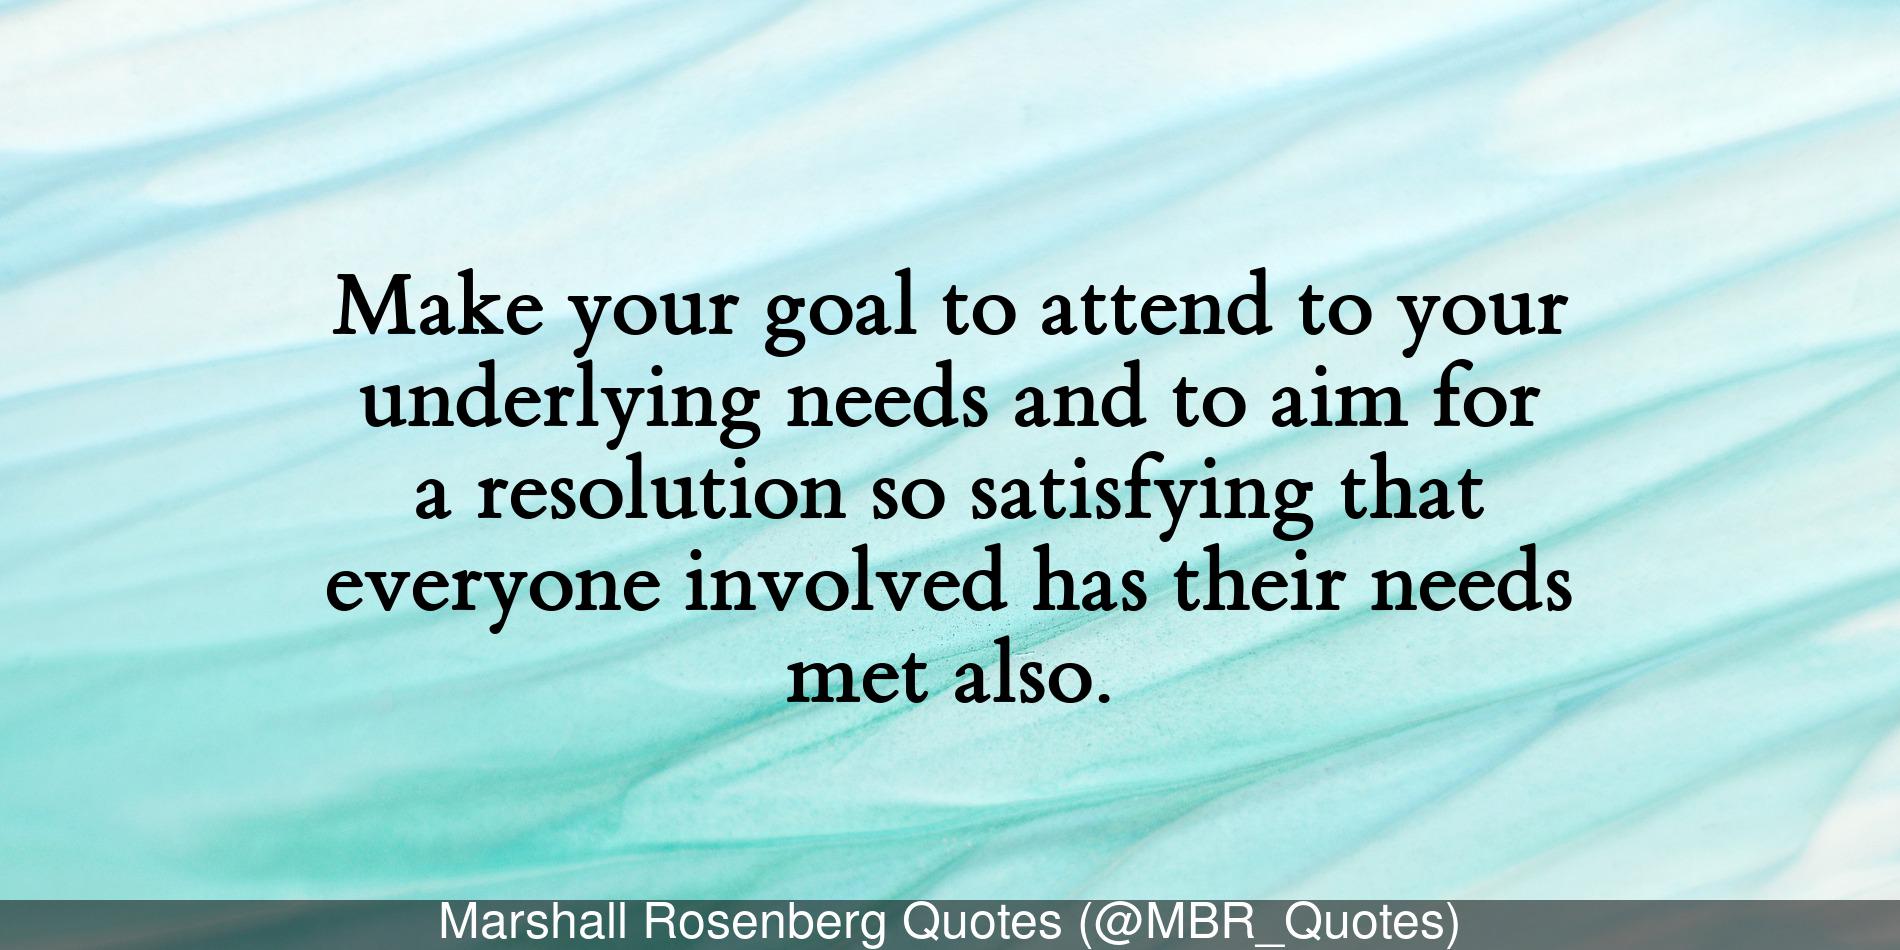 Make your goal to attend to your
underlying needs and to aim for
a resolution so satisfying that
everyone involved has their needs
met also.
Marshall Rosenberg Quotes (@MBR_Quotes)